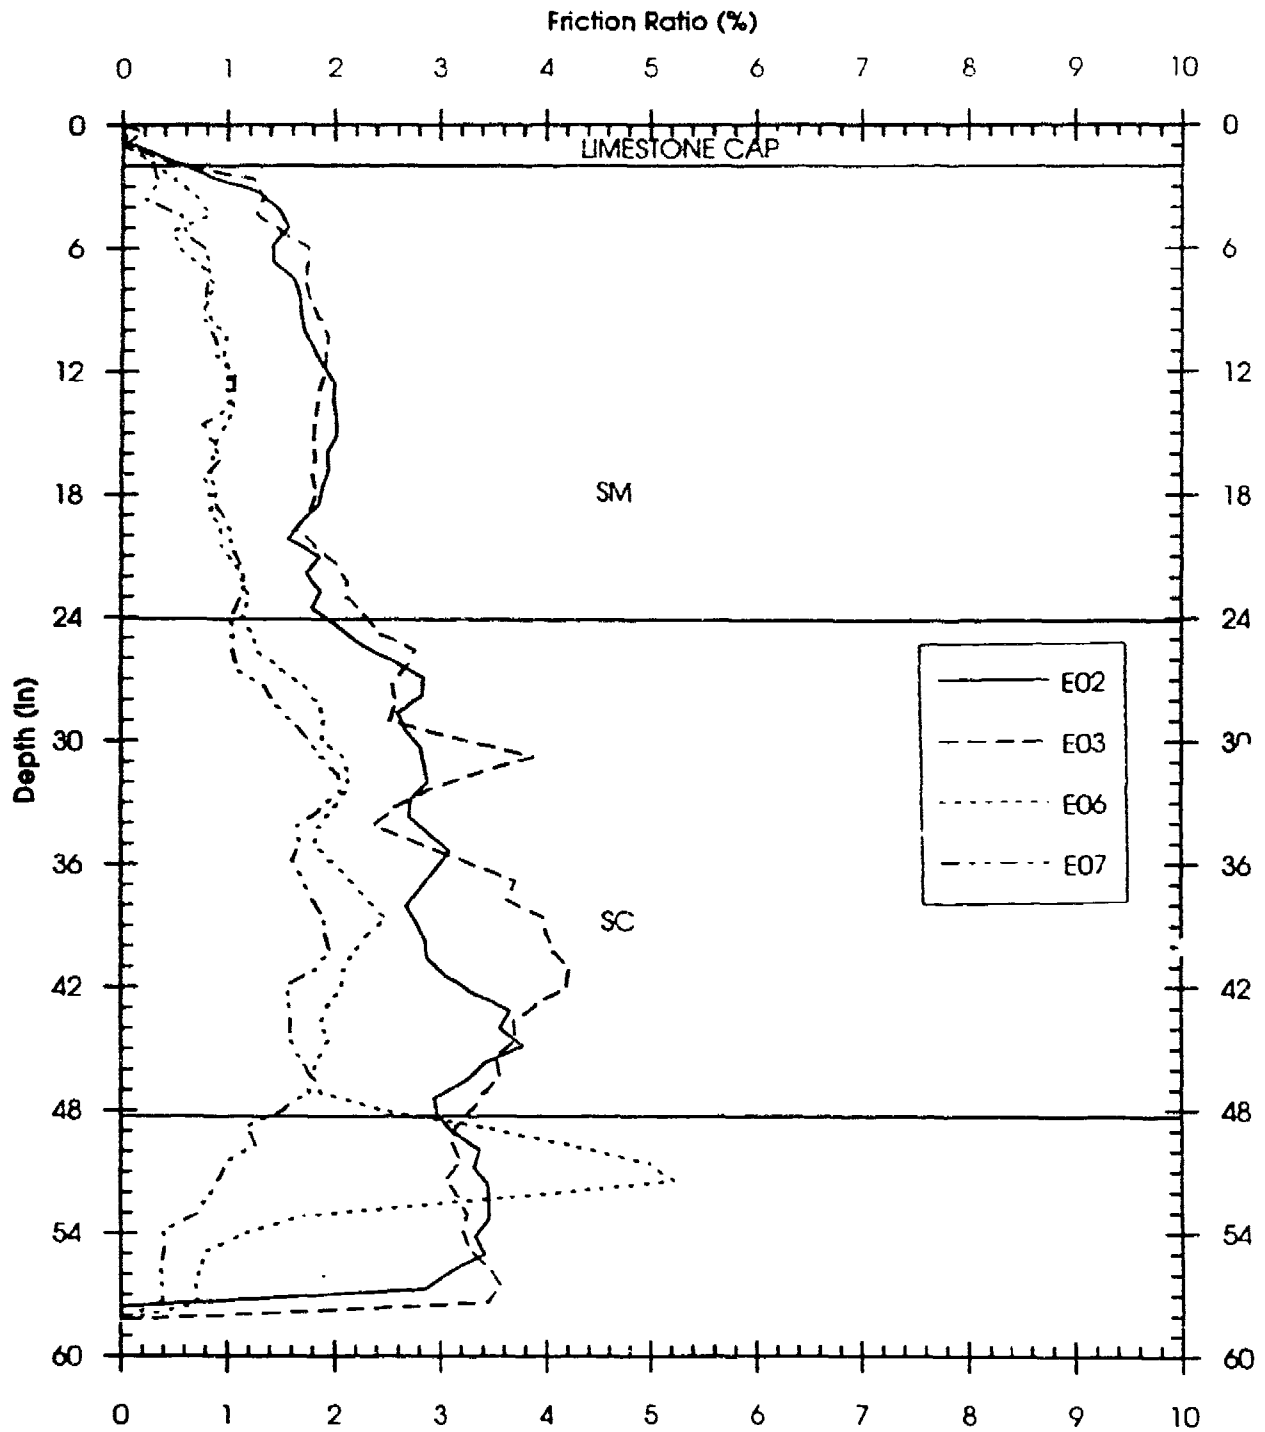 Friction Ratio (%)
0 1 2 3 4 5 6 7 8 9 10
0 0
LIMESTONE CAP
6 6
12 12
SM
18 18
24 24
E02
Depth (in)
30 30
E03
E06
36 36
E07
SC
42 42
48 48
54 54
60 60
0 1 2 3 4 5 6 7 8 9 10